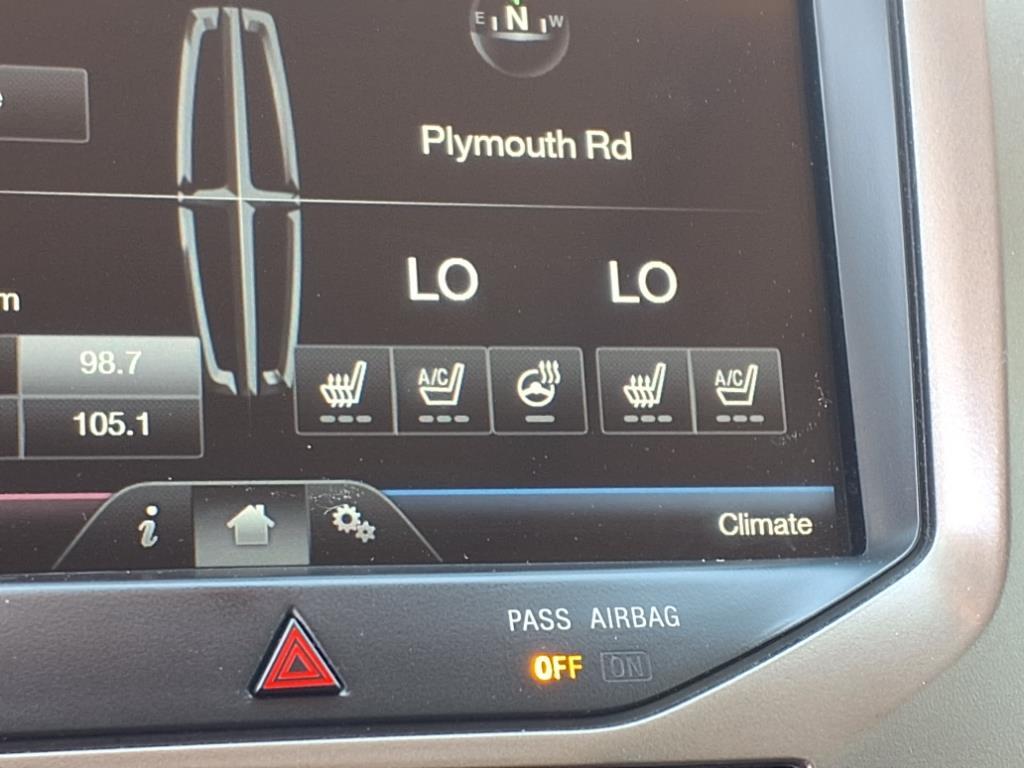 E N W
Plymouth Rd
LO LO
98.7
A/C A/C
105.1
i
Climate
PASS AIRBAG
OFF ON